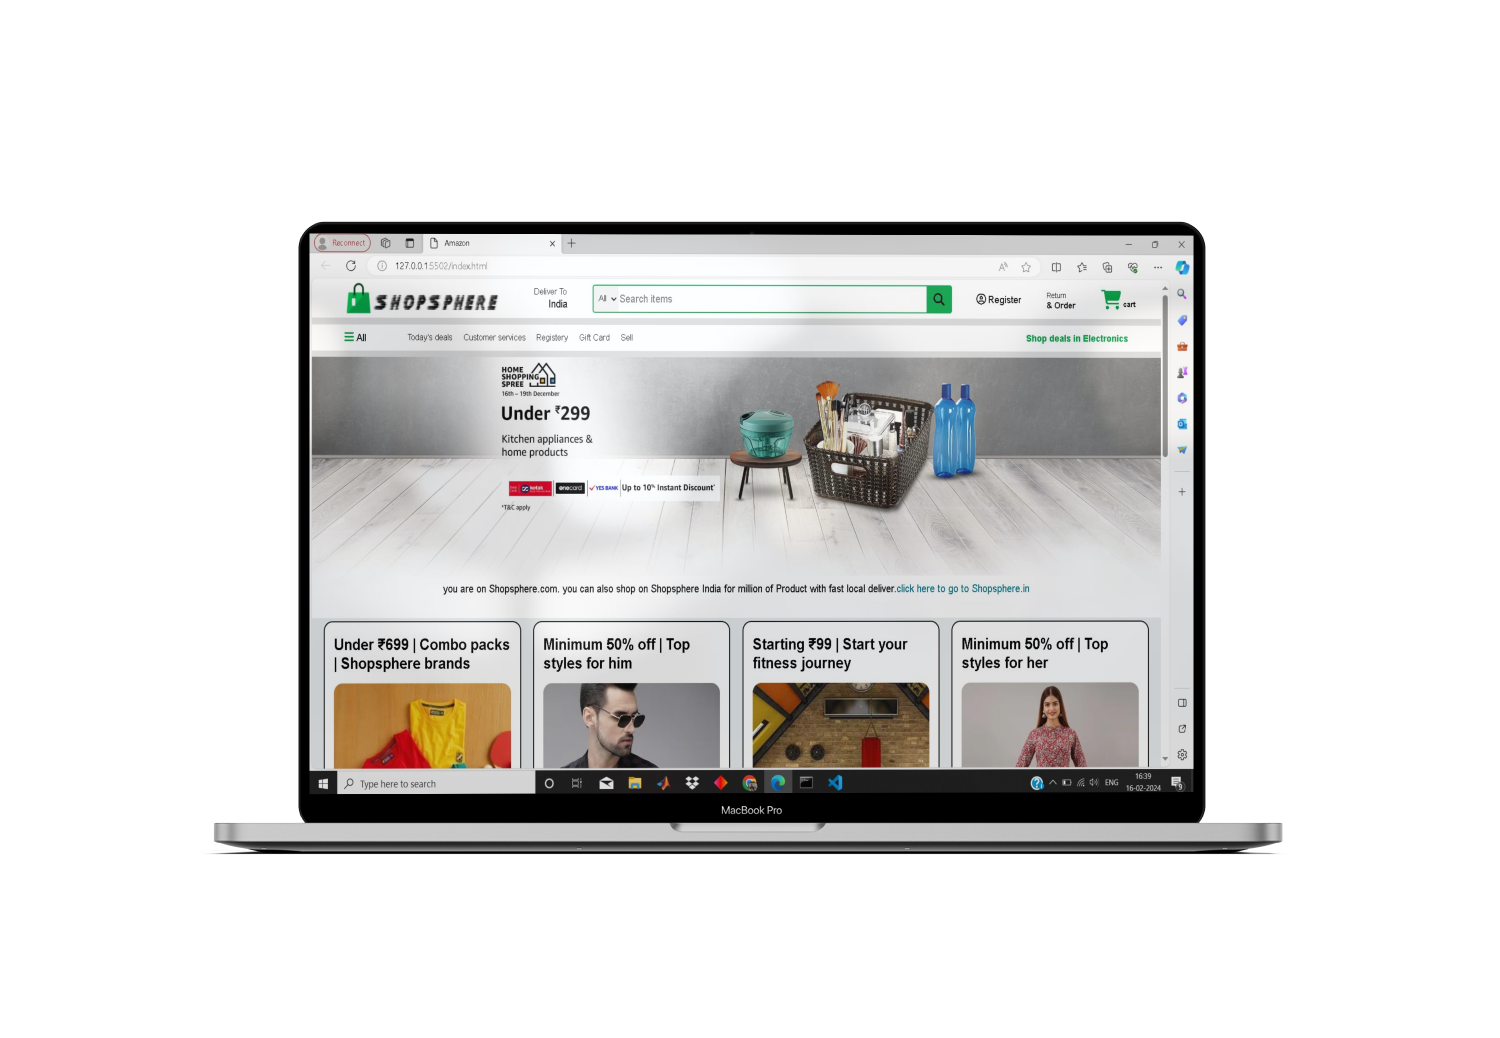 Reconnect
Amazon
127.0.0.1:5502/index.html
SHOPSPHERE
Deliver To
India
All
Search items
Register
Return
& Order
cart
All
Today's deals
Customer services
Registery
Gift Card
Sell
Shop deals in Electronics
HOME
SHOPPING
SPREE
16th – 19th December
Under ₹299
Kitchen appliances &
home products
kotak
onecard
YES BANK
Up to 10% Instant Discount*
*T&C apply
you are on Shopsphere.com. you can also shop on Shopsphere India for million of Product with fast local deliver.click here to go to Shopsphere.in
Under ₹699 | Combo packs
| Shopsphere brands
Minimum 50% off | Top
styles for him
Starting ₹99 | Start your
fitness journey
Minimum 50% off | Top
styles for her
Type here to search
ENG
16:39
16-02-2024
9
MacBook Pro